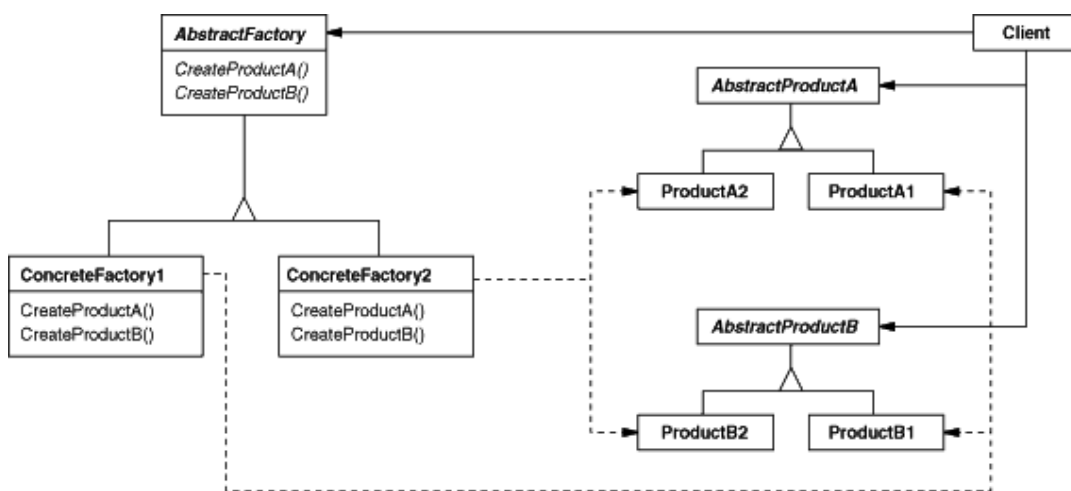 AbstractFactory
CreateProductA()
CreateProductB()
Client
AbstractProductA
ProductA2
ProductA1
ConcreteFactory1
CreateProductA()
CreateProductB()
ConcreteFactory2
CreateProductA()
CreateProductB()
AbstractProductB
ProductB2
ProductB1